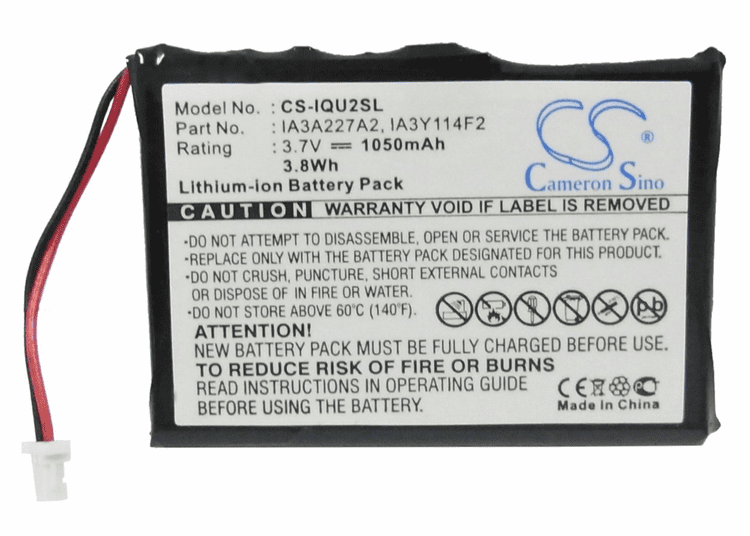 Model No. : CS-IQU2SL
Part No. : IA3A227A2, IA3Y114F2
Rating : 3.7V ⎓ 1050mAh
3.8Wh
Lithium-ion Battery Pack
CS
®
Cameron Sino
CAUTION WARRANTY VOID IF LABEL IS REMOVED
•DO NOT ATTEMPT TO DISASSEMBLE, OPEN OR SERVICE THE BATTERY PACK.
•REPLACE ONLY WITH THE BATTERY PACK DESIGNATED FOR THIS EQUIPMENT.
•DO NOT CRUSH, PUNCTURE, SHORT EXTERNAL CONTACTS
OR DISPOSE OF IN FIRE OR WATER.
•DO NOT STORE ABOVE 60°C (140°F).
ATTENTION:
NEW BATTERY PACK MUST BE FULLY CHARGED BEFORE USE
TO REDUCE RISK OF FIRE OR BURNS
READ INSTRUCTIONS IN OPERATING GUIDE
BEFORE INSTALLATION.
Pb
CE
Made in China